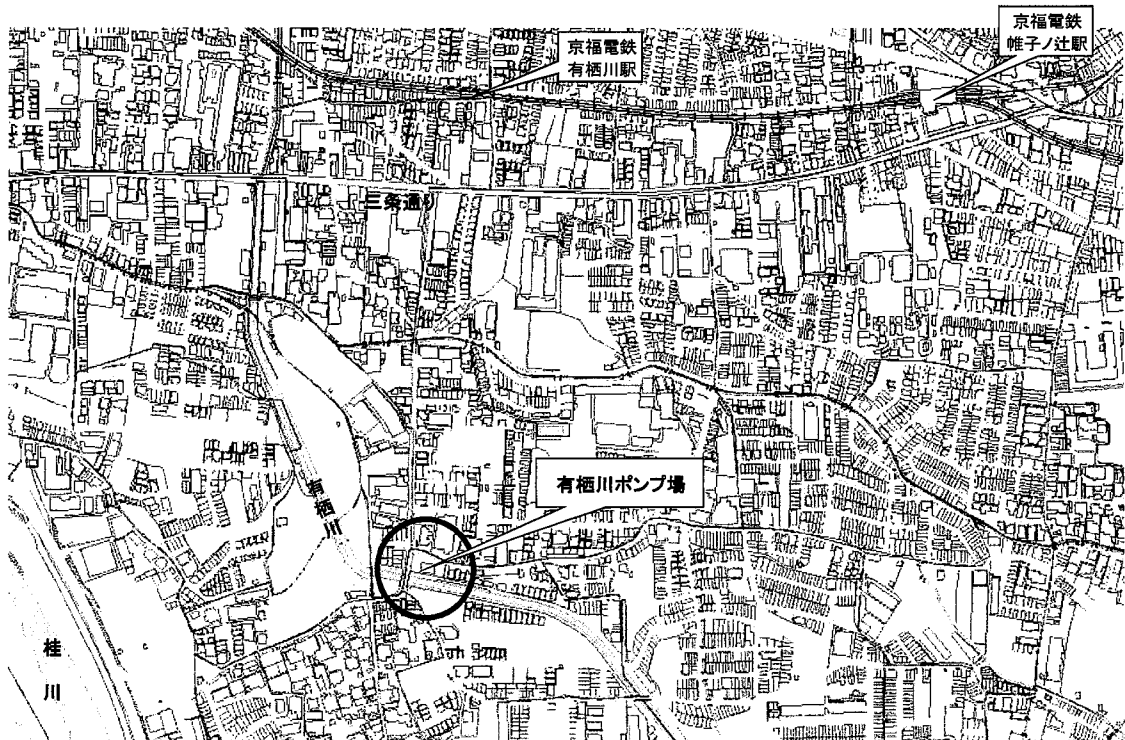 京福電鉄
帷子ノ辻駅
京福電鉄
有栖川駅
三条通り
有栖川ポンプ場
有栖川
桂川